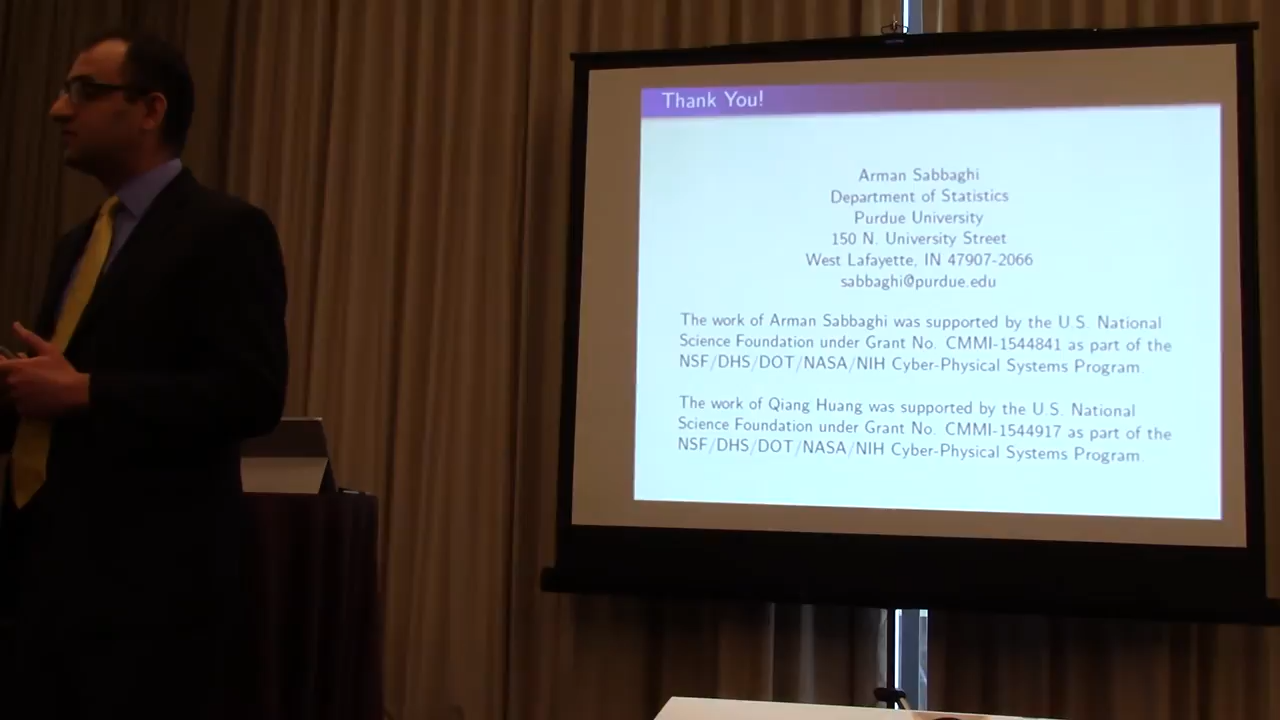 Thank You!
Arman Sabbaghi
Department of Statistics
Purdue University
150 N. University Street
West Lafayette, IN 47907-2066
sabbaghi@purdue.edu
The work of Arman Sabbaghi was supported by the U.S. National
Science Foundation under Grant No. CMMI-1544841 as part of the
NSF/DHS/DOT/NASA/NIH Cyber-Physical Systems Program.
The work of Qiang Huang was supported by the U.S. National
Science Foundation under Grant No. CMMI-1544917 as part of the
NSF/DHS/DOT/NASA/NIH Cyber-Physical Systems Program.